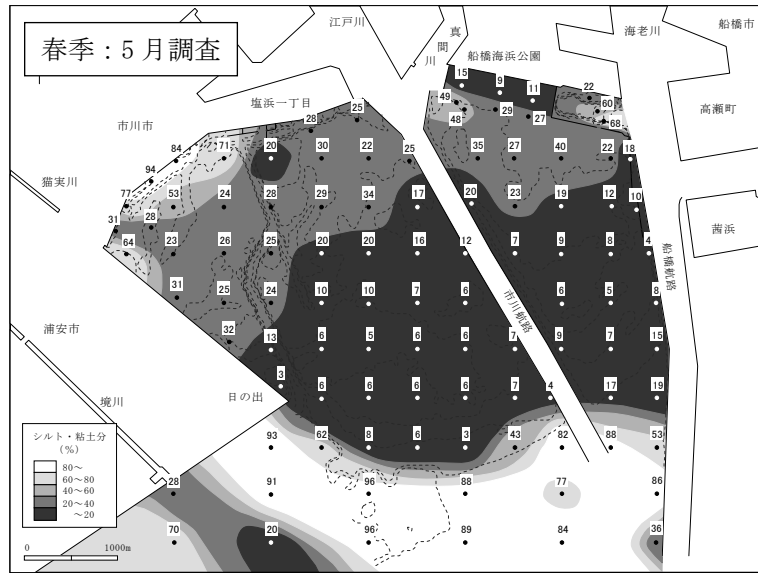 春季：5月調査
江戸川
真間川
船橋海浜公園
海老川
船橋市
高瀬町
塩浜一丁目
市川市
猫実川
茜浜
船橋航路
市川航路
浦安市
境川
日の出
15 9 11 22
49 48 29 27 60 68
28 25
84 71 20 30 22 25 35 27 40 22 18
94
77 53 24 28 29 34 17 20 23 19 12 10
31 28
64 23 26 25 20 20 16 12 7 9 8 4
31 25 24 10 10 7 6 6 5 8
32 13 6 5 6 6 7 9 7 15
3 6 6 6 6 7 4 17 19
93 62 8 6 3 43 82 88 53
28 91 96 88 77 86
70 20 96 89 84 36
シルト・粘土分
(%)
80～
60～80
40～60
20～40
～20
0 1000m